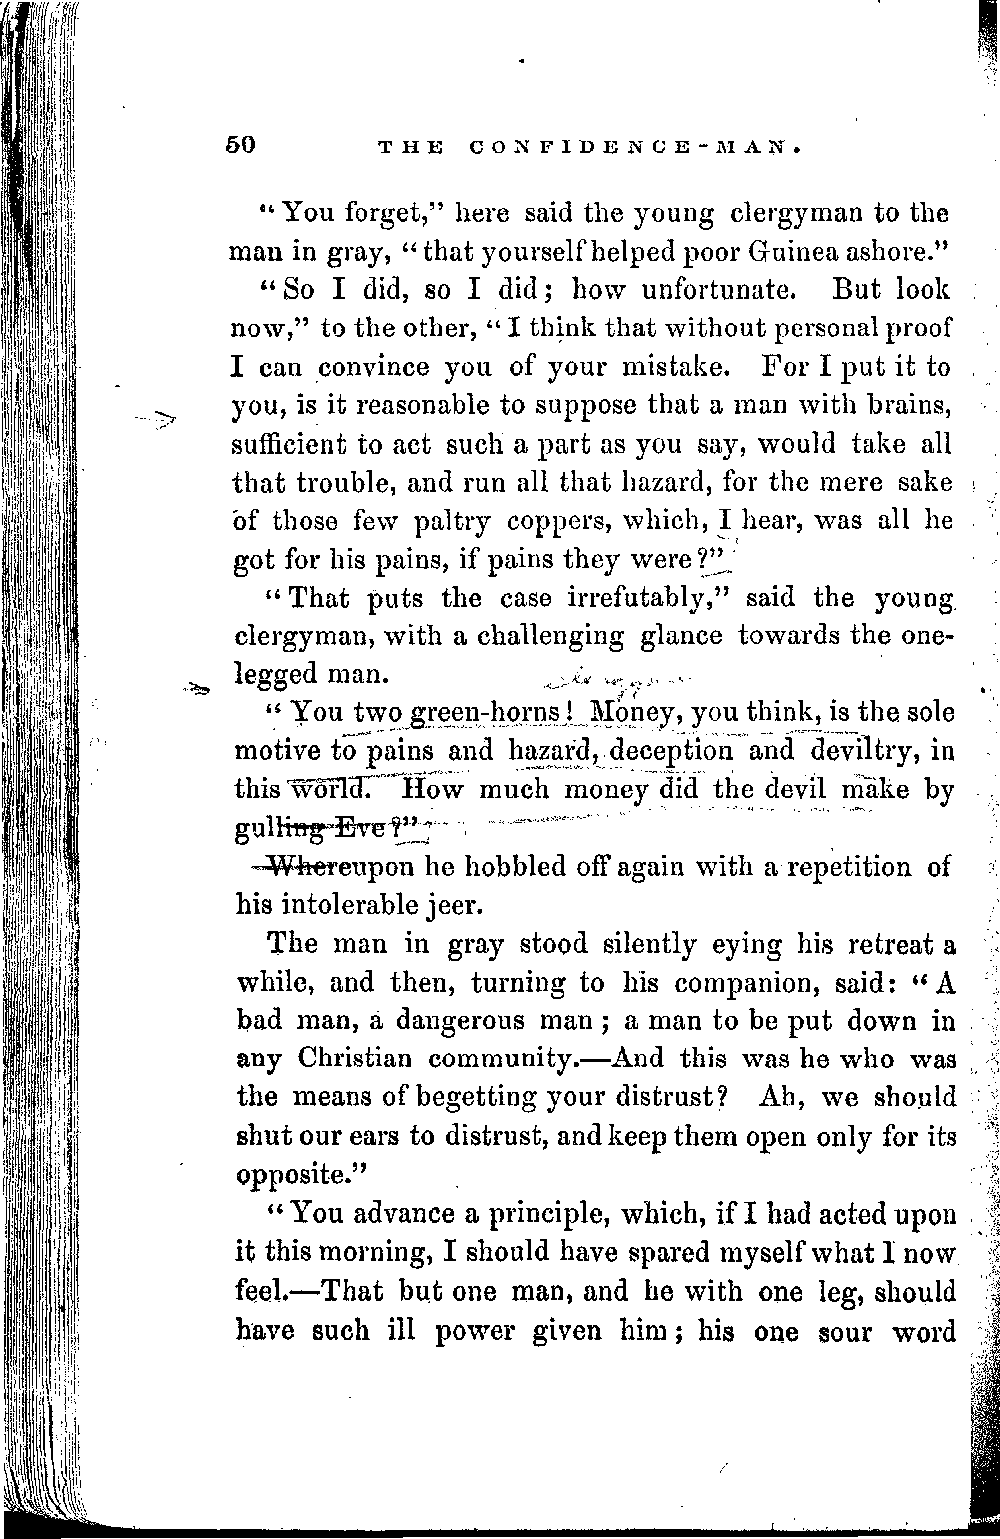 50 THE CONFIDENCE-MAN.
“You forget,” here said the young clergyman to the
man in gray, “that yourself helped poor Guinea ashore.”
“So I did, so I did; how unfortunate. But look
now,” to the other, “I think that without personal proof
I can convince you of your mistake. For I put it to
you, is it reasonable to suppose that a man with brains,
sufficient to act such a part as you say, would take all
that trouble, and run all that hazard, for the mere sake
of those few paltry coppers, which, I hear, was all he
got for his pains, if pains they were?”
“That puts the case irrefutably,” said the young
clergyman, with a challenging glance towards the one-
legged man.
“You two green-horns! Money, you think, is the sole
motive to pains and hazard, deception and deviltry, in
this world. How much money did the devil make by
gulling Eve?”
Whereupon he hobbled off again with a repetition of
his intolerable jeer.
The man in gray stood silently eying his retreat a
while, and then, turning to his companion, said: “A
bad man, a dangerous man; a man to be put down in
any Christian community.—And this was he who was
the means of begetting your distrust? Ah, we should
shut our ears to distrust, and keep them open only for its
opposite.”
“You advance a principle, which, if I had acted upon
it this morning, I should have spared myself what I now
feel.—That but one man, and he with one leg, should
have such ill power given him; his one sour word